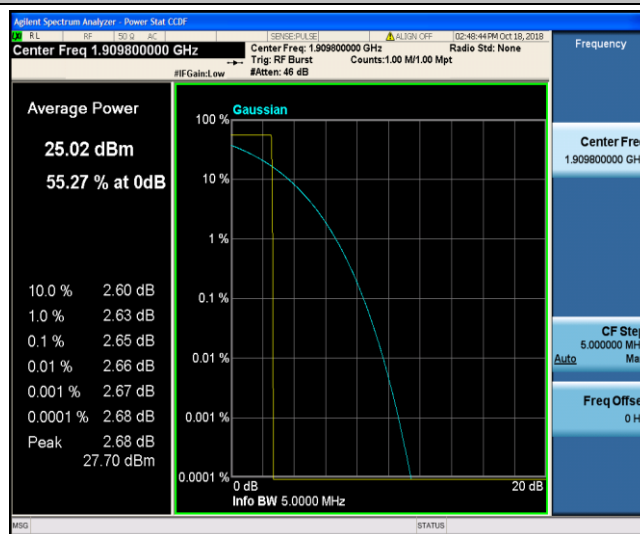 Agilent Spectrum Analyzer - Power Stat CCDF
RL RF 50 Ω AC SENSE:PULSE ALIGN OFF 02:48:44 PM Oct 18, 2018
Center Freq 1.909800000 GHz
Center Freq: 1.909800000 GHz Radio Std: None
Trig: RF Burst Counts:1.00 M/1.00 Mpt
#IFGain:Low #Atten: 46 dB
Frequency
Average Power
25.02 dBm
55.27 % at 0dB
10.0 % 2.60 dB
1.0 % 2.63 dB
0.1 % 2.65 dB
0.01 % 2.66 dB
0.001 % 2.67 dB
0.0001 % 2.68 dB
Peak 2.68 dB
27.70 dBm
Gaussian
100 %
10 %
1 %
0.1 %
0.01 %
0.001 %
0.0001 %
0 dB 20 dB
Info BW 5.0000 MHz
Center Fre
1.909800000 GH
CF Step
5.000000 MH
Auto Ma
Freq Offse
0 H
MSG STATUS